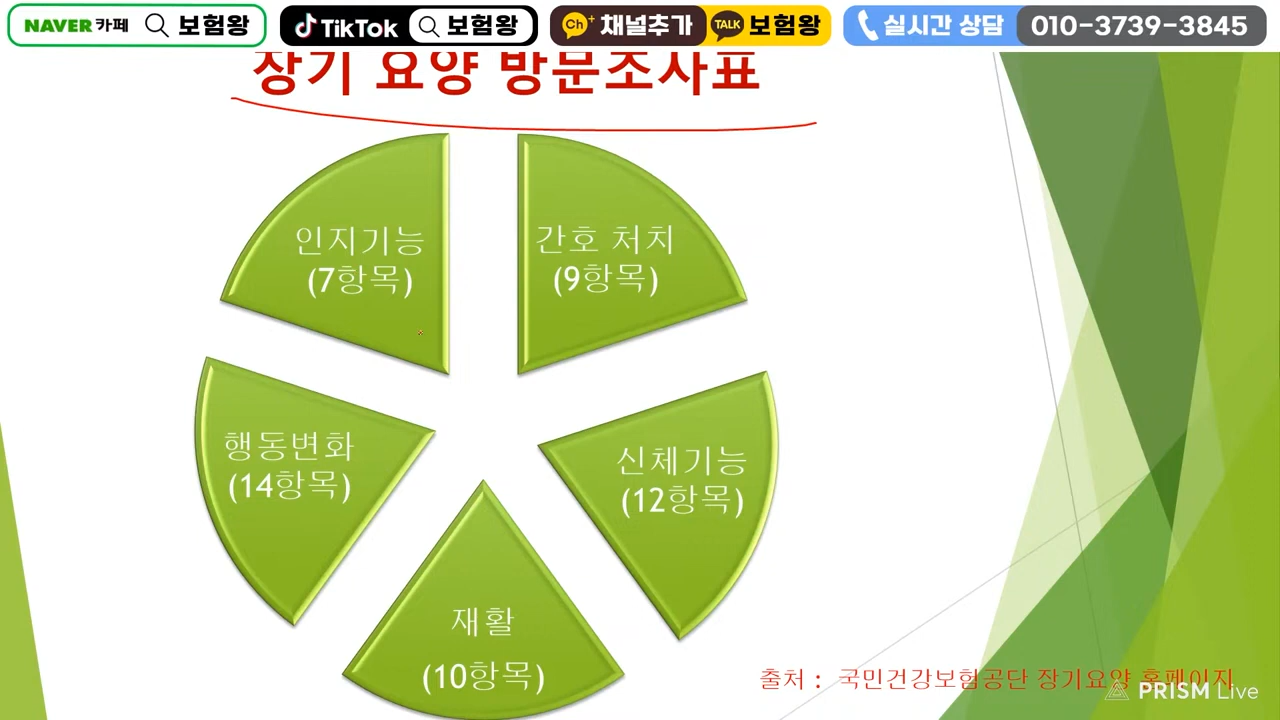 NAVER 카페 보험왕
TikTok 보험왕
Ch+ 채널추가 TALK 보험왕
실시간 상담 010-3739-3845
장기 요양 방문조사표
인지기능
(7항목)
간호 처치
(9항목)
행동변화
(14항목)
신체기능
(12항목)
재활
(10항목)
출처 : 국민건강보험공단 장기요양 홈페이지
PRISM Live